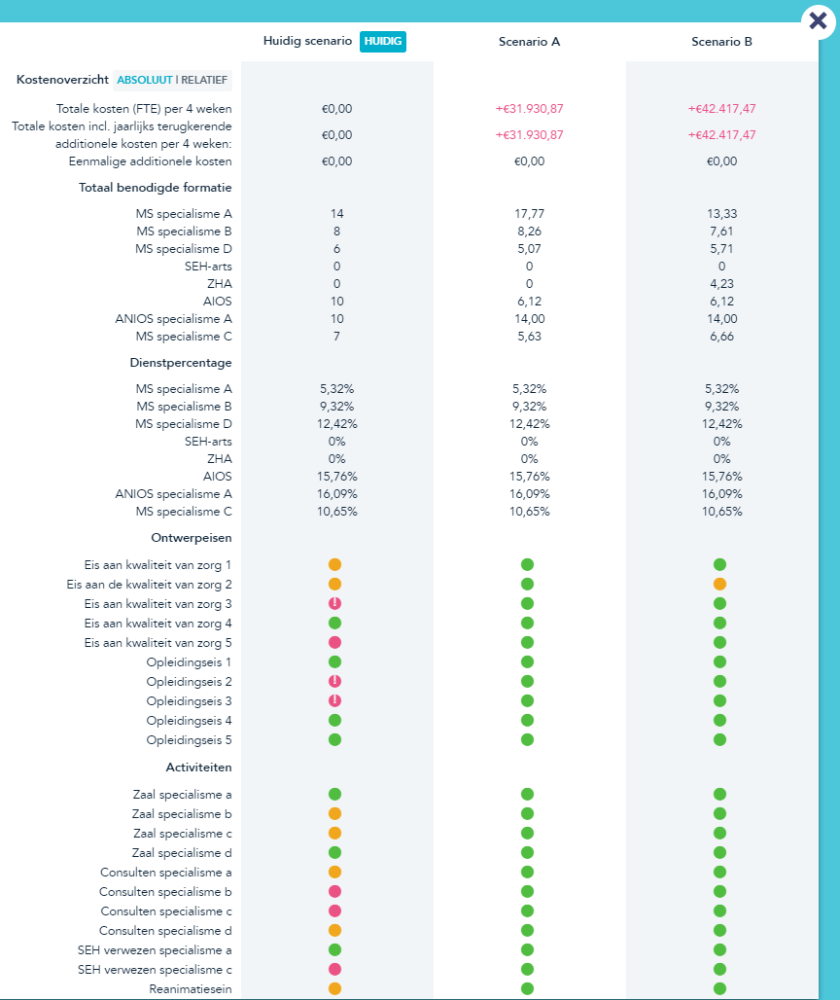 Huidig scenario HUIDIG Scenario A Scenario B
Kostenoverzicht ABSOLUUT | RELATIEF
Totale kosten (FTE) per 4 weken €0,00 +€31.930,87 +€42.417,47
Totale kosten incl. jaarlijks terugkerende
additionele kosten per 4 weken: €0,00 +€31.930,87 +€42.417,47
Eenmalige additionele kosten €0,00 €0,00 €0,00
Totaal benodigde formatie
MS specialisme A 14 17,77 13,33
MS specialisme B 8 8,26 7,61
MS specialisme D 6 5,07 5,71
SEH-arts 0 0 0
ZHA 0 0 4,23
AIOS 10 6,12 6,12
ANIOS specialisme A 10 14,00 14,00
MS specialisme C 7 5,63 6,66
Dienstpercentage
MS specialisme A 5,32% 5,32% 5,32%
MS specialisme B 9,32% 9,32% 9,32%
MS specialisme D 12,42% 12,42% 12,42%
SEH-arts 0% 0% 0%
ZHA 0% 0% 0%
AIOS 15,76% 15,76% 15,76%
ANIOS specialisme A 16,09% 16,09% 16,09%
MS specialisme C 10,65% 10,65% 10,65%
Ontwerpeisen
Eis aan kwaliteit van zorg 1
Eis aan de kwaliteit van zorg 2
Eis aan kwaliteit van zorg 3 !
Eis aan kwaliteit van zorg 4
Eis aan kwaliteit van zorg 5
Opleidingseis 1
Opleidingseis 2 !
Opleidingseis 3 !
Opleidingseis 4
Opleidingseis 5
Activiteiten
Zaal specialisme a
Zaal specialisme b
Zaal specialisme c
Zaal specialisme d
Consulten specialisme a
Consulten specialisme b
Consulten specialisme c
Consulten specialisme d
SEH verwezen specialisme a
SEH verwezen specialisme c
Reanimatiesein